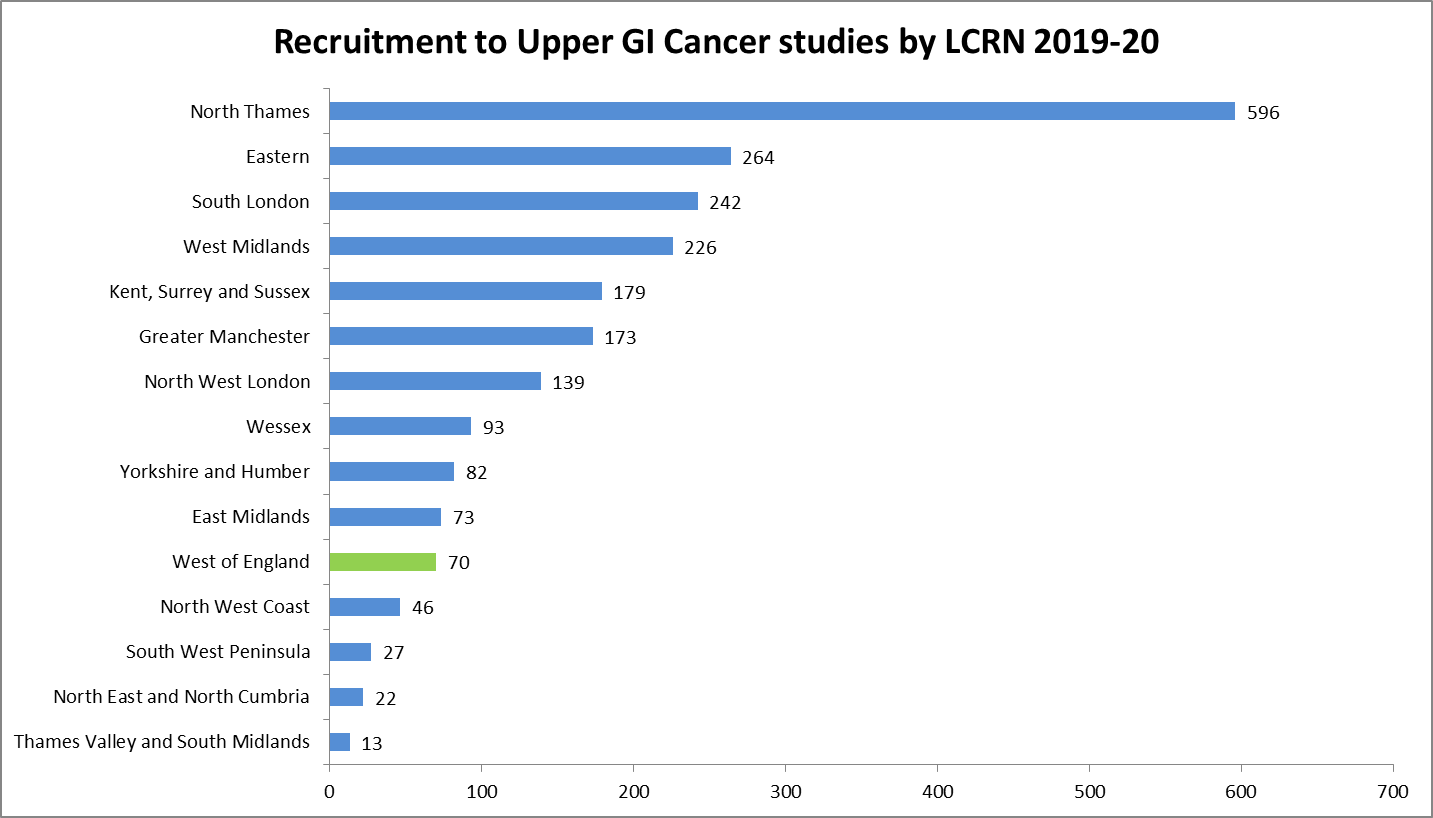 Recruitment to Upper GI Cancer studies by LCRN 2019-20
North Thames 596
Eastern 264
South London 242
West Midlands 226
Kent, Surrey and Sussex 179
Greater Manchester 173
North West London 139
Wessex 93
Yorkshire and Humber 82
East Midlands 73
West of England 70
North West Coast 46
South West Peninsula 27
North East and North Cumbria 22
Thames Valley and South Midlands 13
0 100 200 300 400 500 600 700